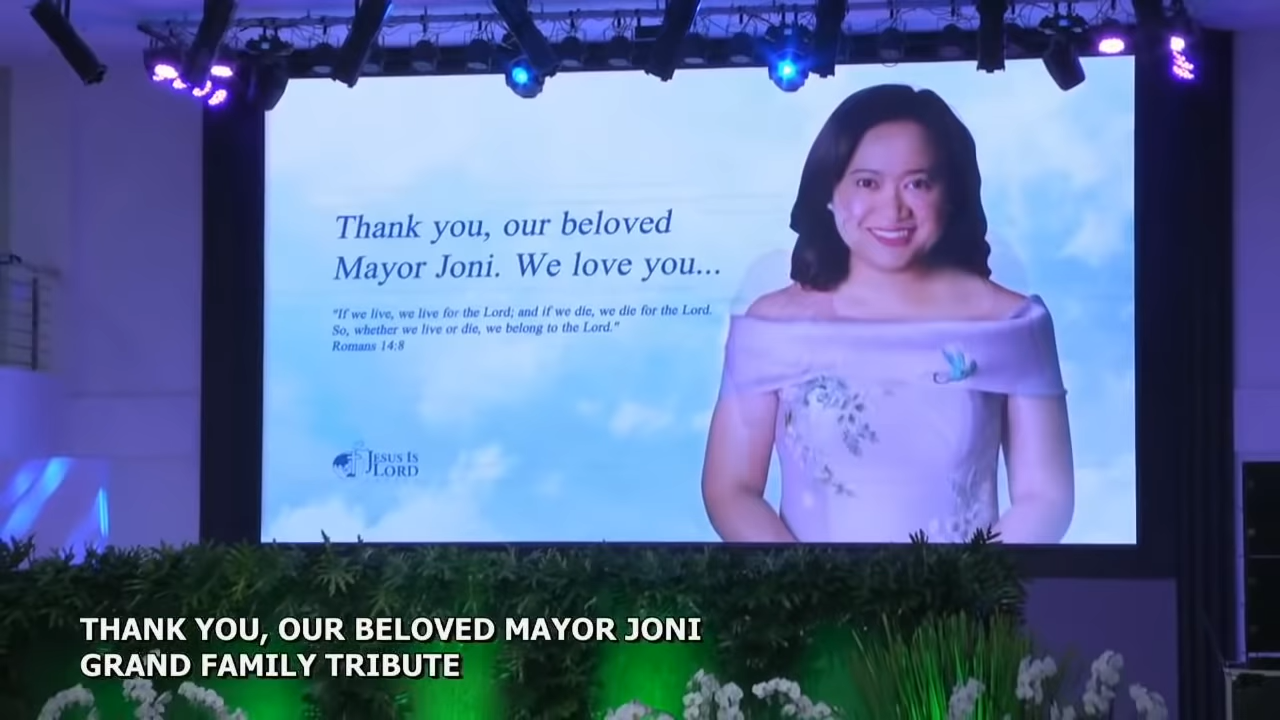 Thank you, our beloved
Mayor Joni. We love you...
"If we live, we live for the Lord; and if we die, we die for the Lord.
So, whether we live or die, we belong to the Lord."
Romans 14:8
JESUS IS
LORD
THANK YOU, OUR BELOVED MAYOR JONI
GRAND FAMILY TRIBUTE